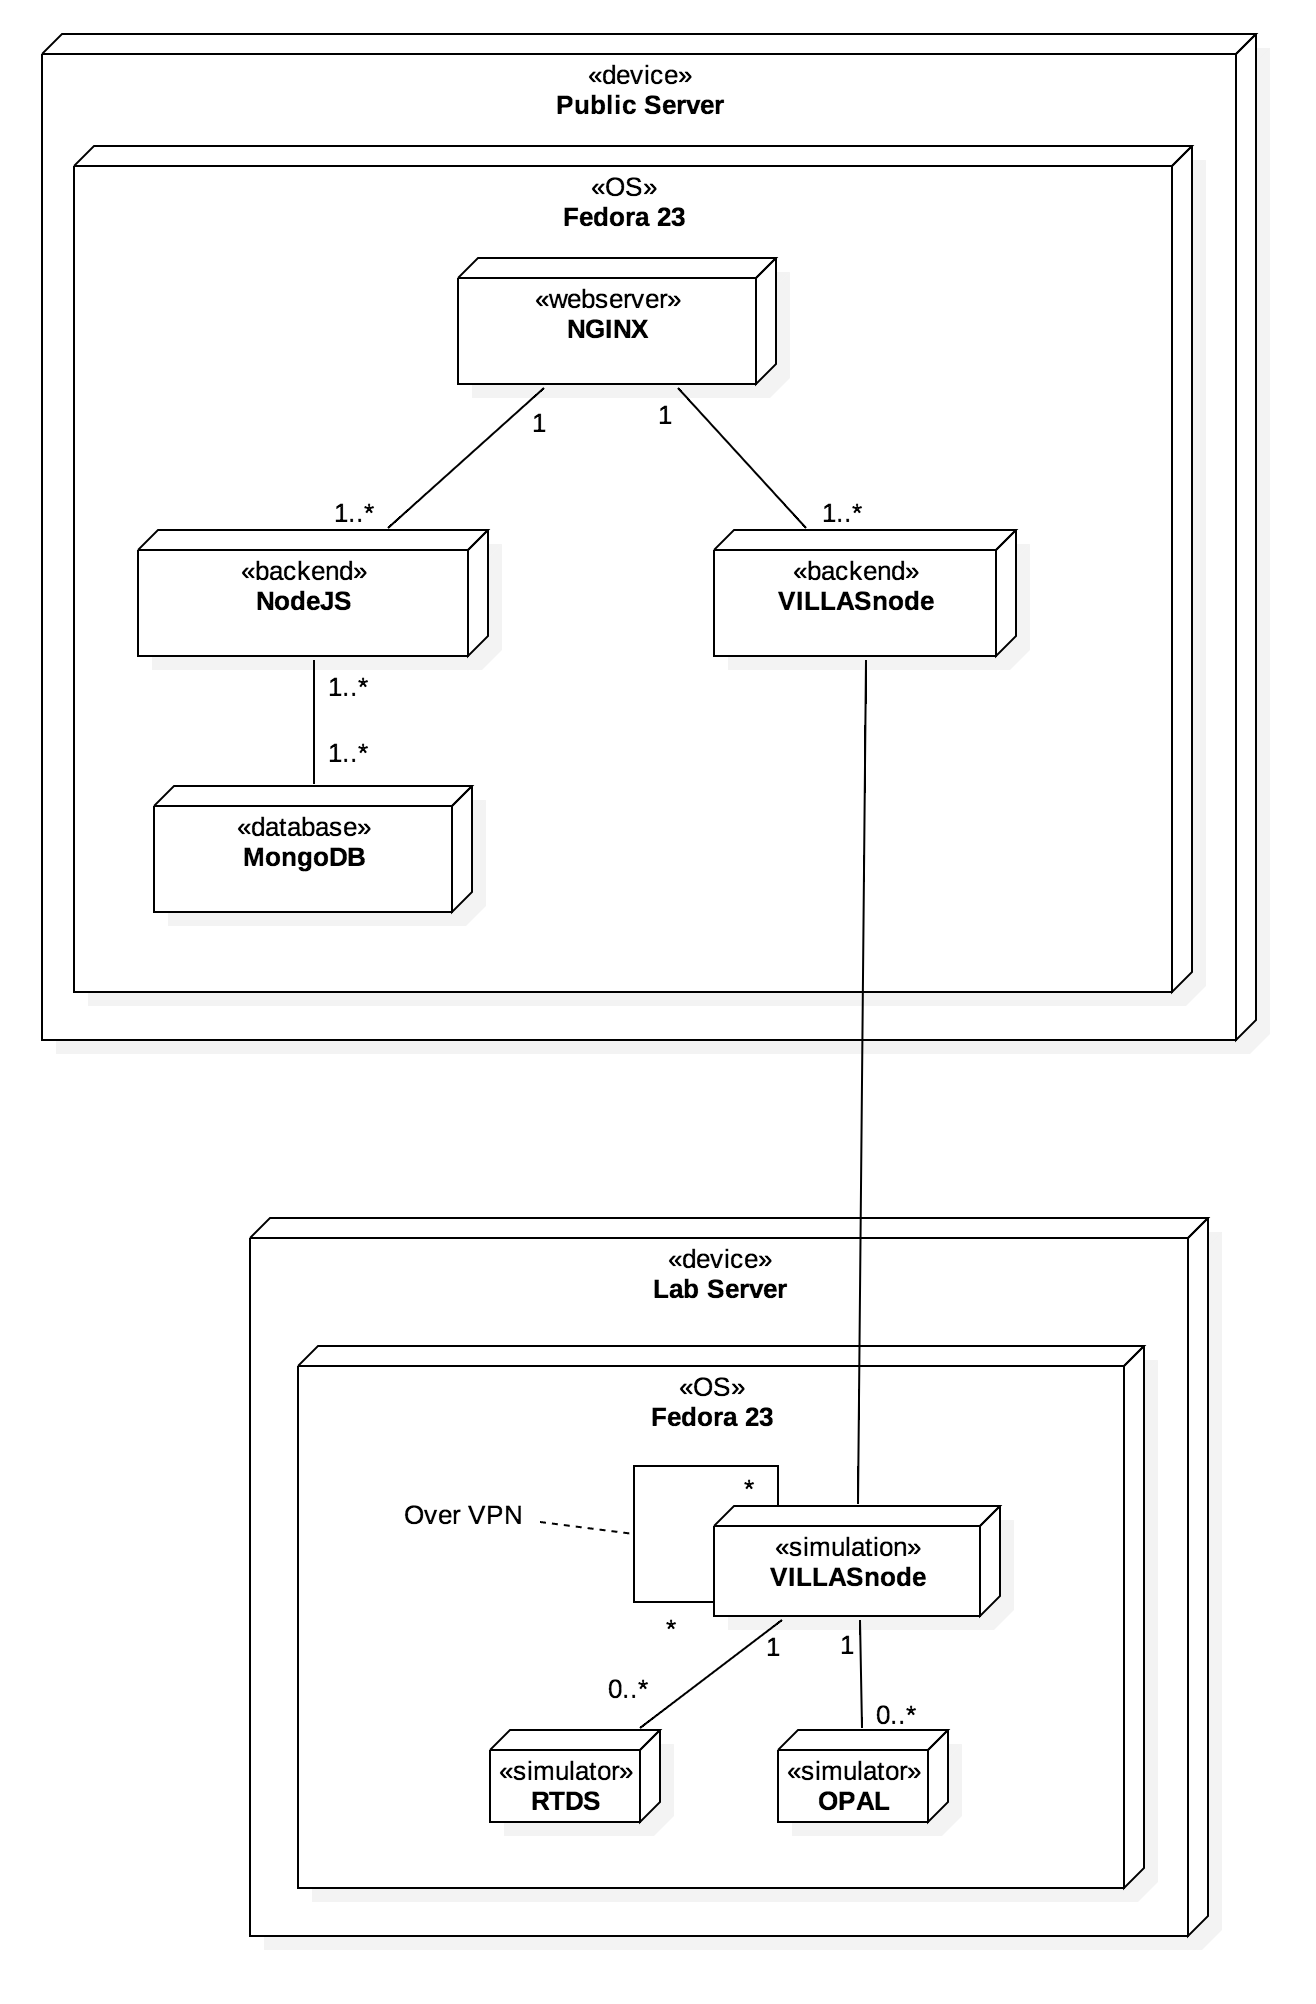 «device»
Public Server
«OS»
Fedora 23
«webserver»
NGINX
1
1
1..*
1..*
«backend»
NodeJS
«backend»
VILLASnode
1..*
1..*
«database»
MongoDB
«device»
Lab Server
«OS»
Fedora 23
*
Over VPN
«simulation»
VILLASnode
*
1
1
0..*
0..*
«simulator»
RTDS
«simulator»
OPAL